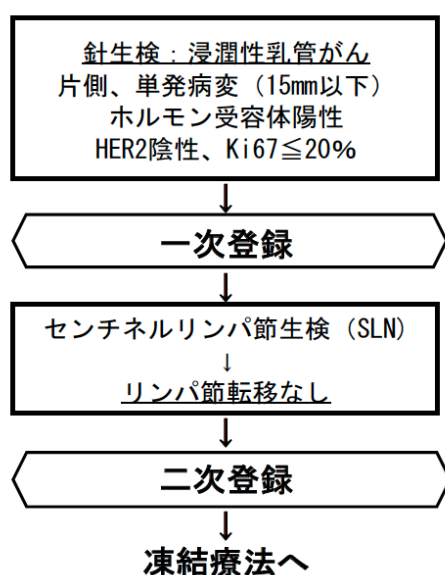 針生検：浸潤性乳管がん
片側、単発病変（15mm以下）
ホルモン受容体陽性
HER2陰性、Ki67≦20%
↓
一次登録
↓
センチネルリンパ節生検（SLN）
↓
リンパ節転移なし
↓
二次登録
↓
凍結療法へ